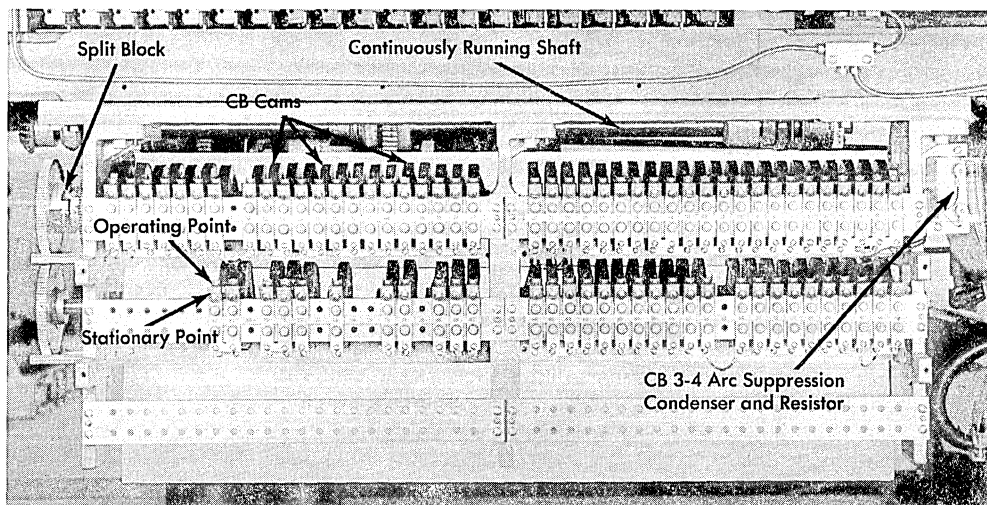 Split Block
Continuously Running Shaft
CB Cams
Operating Point
Stationary Point
CB 3-4 Arc Suppression
Condenser and Resistor